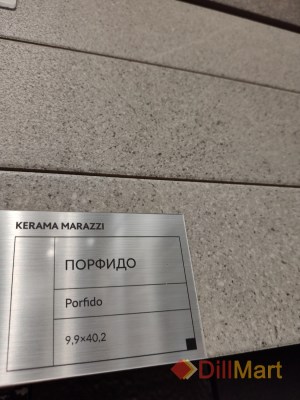 KERAMA MARAZZI
ПОРФИДО
Porfido
9,9×40,2
DillMart